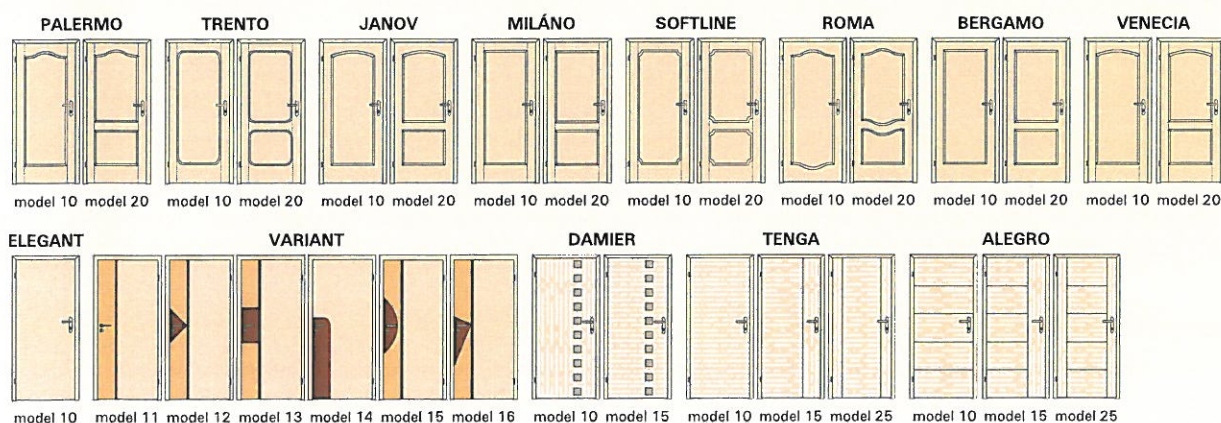 PALERMO TRENTO JANOV MILÁNO SOFTLINE ROMA BERGAMO VENECIA
model 10 model 20 model 10 model 20 model 10 model 20 model 10 model 20 model 10 model 20 model 10 model 20 model 10 model 20 model 10 model 20
ELEGANT VARIANT DAMIER TENGA ALEGRO
model 10 model 11 model 12 model 13 model 14 model 15 model 16 model 10 model 15 model 10 model 15 model 25 model 10 model 15 model 25